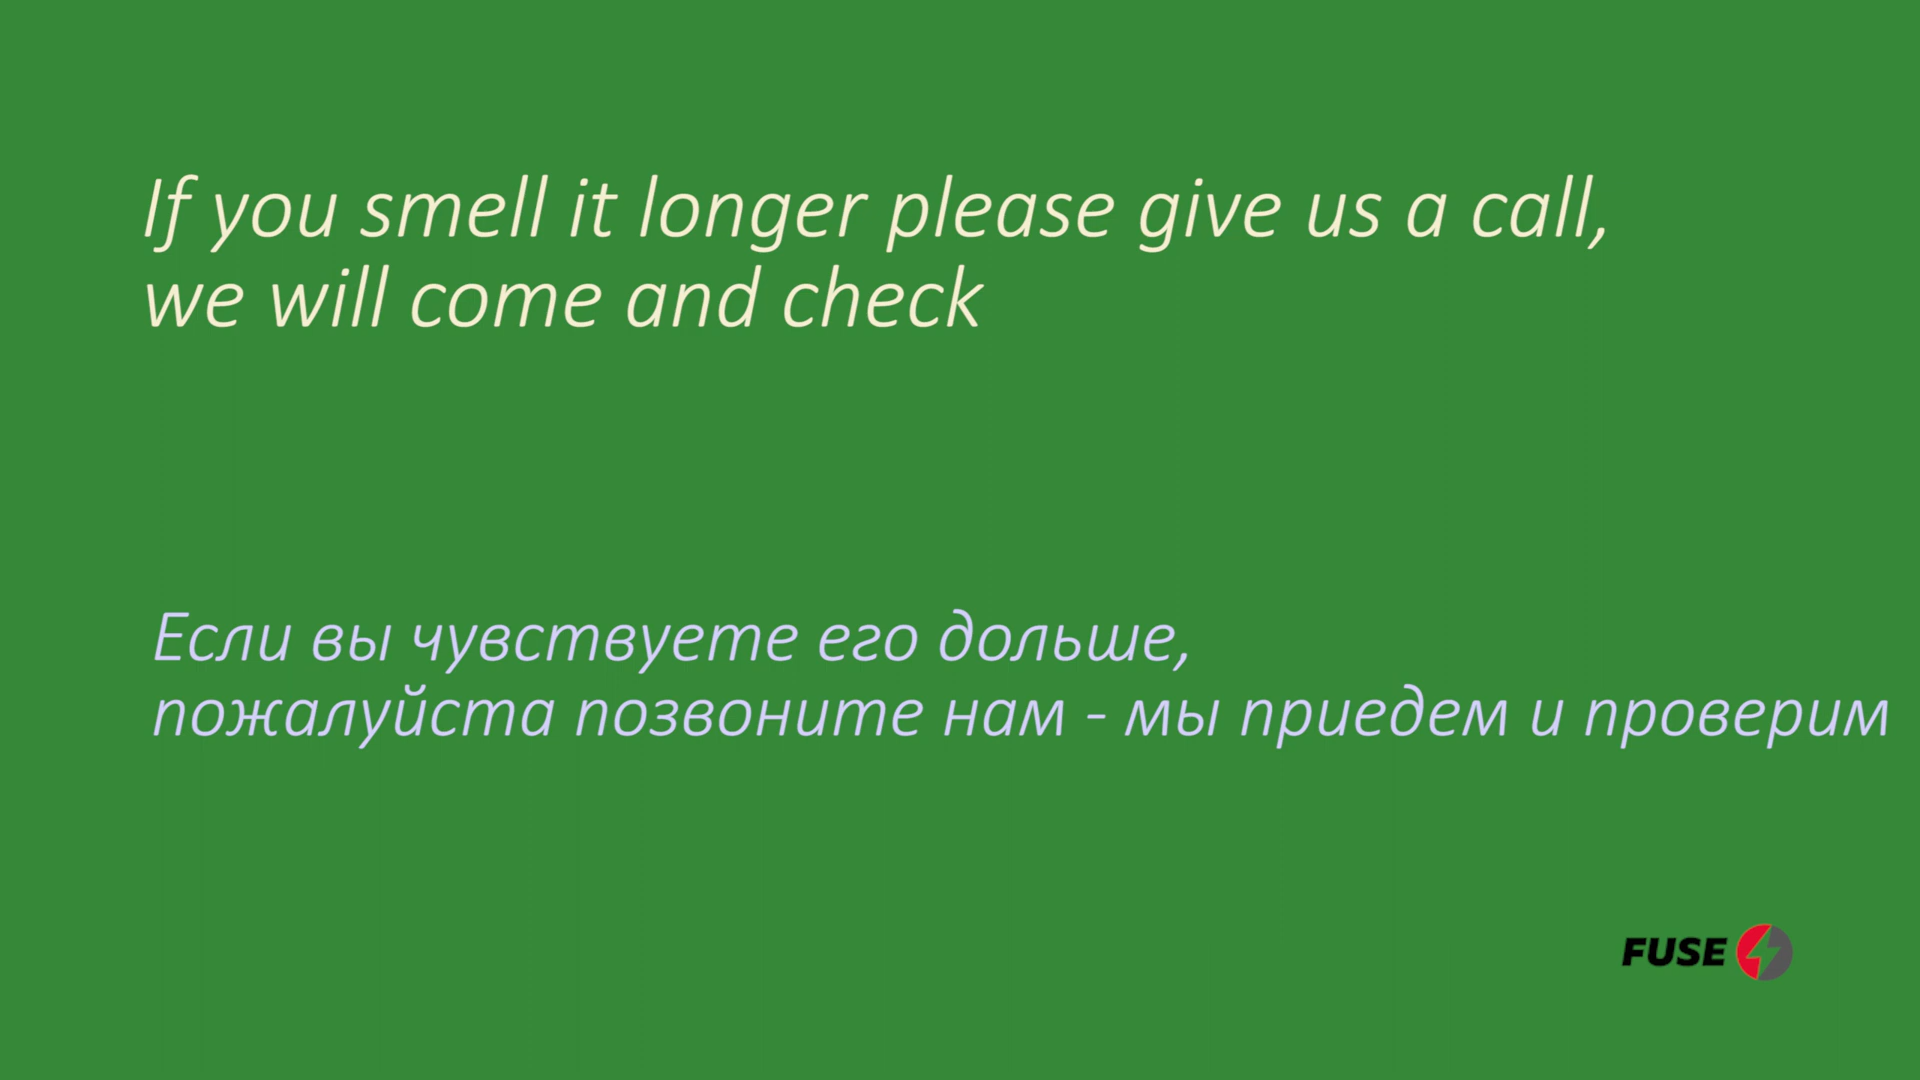 If you smell it longer please give us a call,
we will come and check
Если вы чувствуете его дольше,
пожалуйста позвоните нам - мы приедем и проверим
FUSE